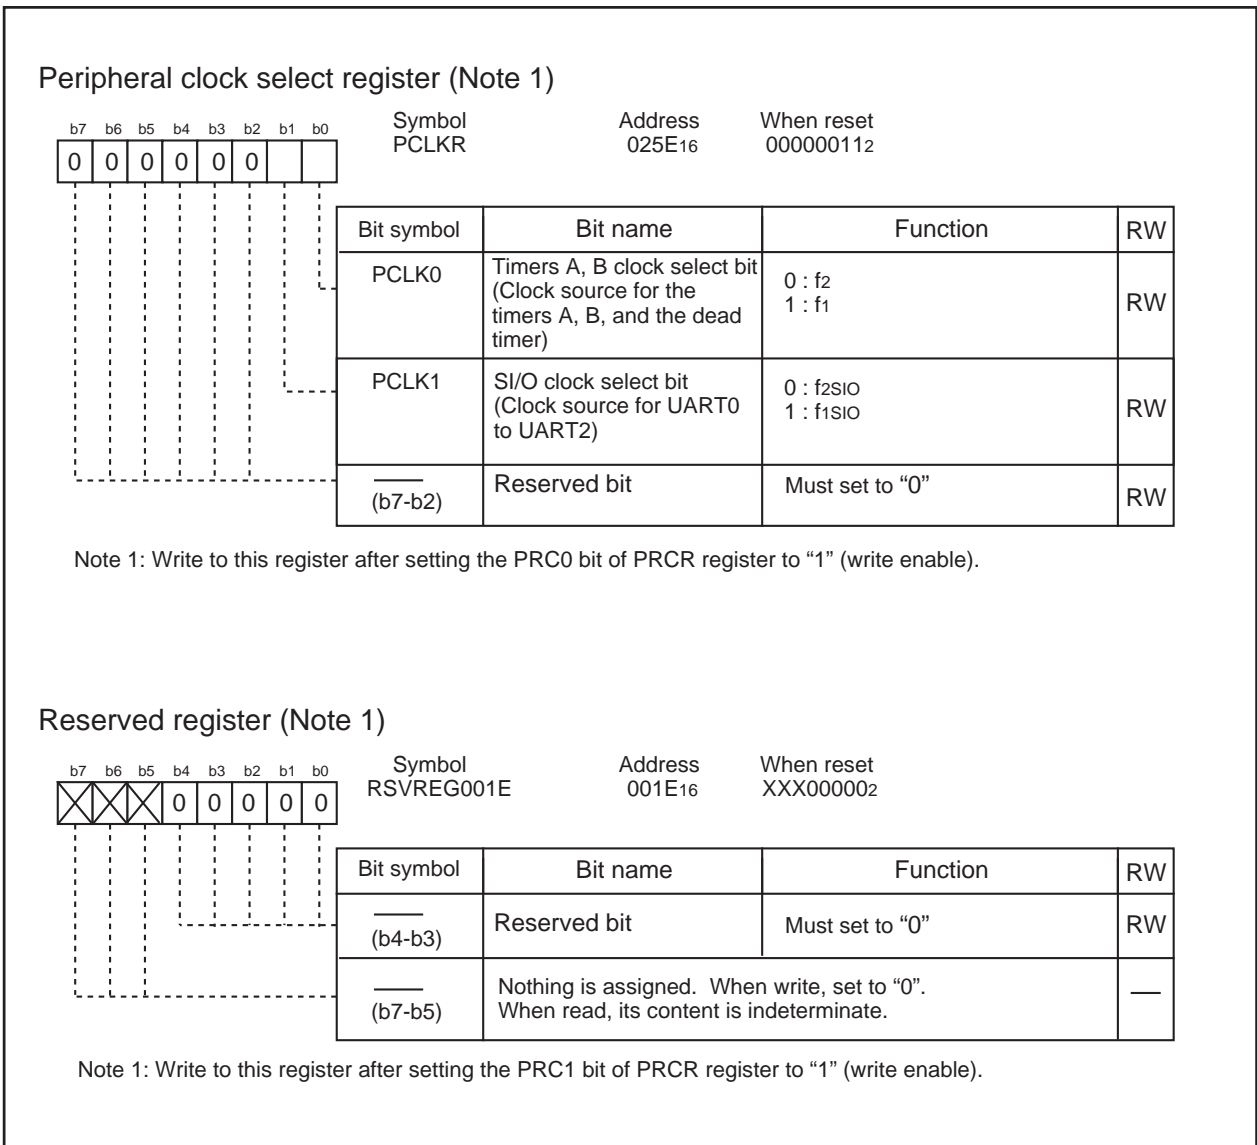 Peripheral clock select register (Note 1)
b7 b6 b5 b4 b3 b2 b1 b0
0 0 0 0 0 0
Symbol Address When reset
PCLKR 025E16 000000112
Bit symbol Bit name Function RW
PCLK0 Timers A, B clock select bit
(Clock source for the
timers A, B, and the dead
timer)
0 : f2
1 : f1
RW
PCLK1 SI/O clock select bit
(Clock source for UART0
to UART2)
0 : f2SIO
1 : f1SIO
RW
(b7-b2) Reserved bit Must set to “0” RW
Note 1: Write to this register after setting the PRC0 bit of PRCR register to “1” (write enable).
Reserved register (Note 1)
b7 b6 b5 b4 b3 b2 b1 b0
0 0 0 0 0
Symbol Address When reset
RSVREG001E 001E16 XXX000002
Bit symbol Bit name Function RW
(b4-b3) Reserved bit Must set to “0” RW
(b7-b5) Nothing is assigned. When write, set to “0”.
When read, its content is indeterminate.
—
Note 1: Write to this register after setting the PRC1 bit of PRCR register to “1” (write enable).